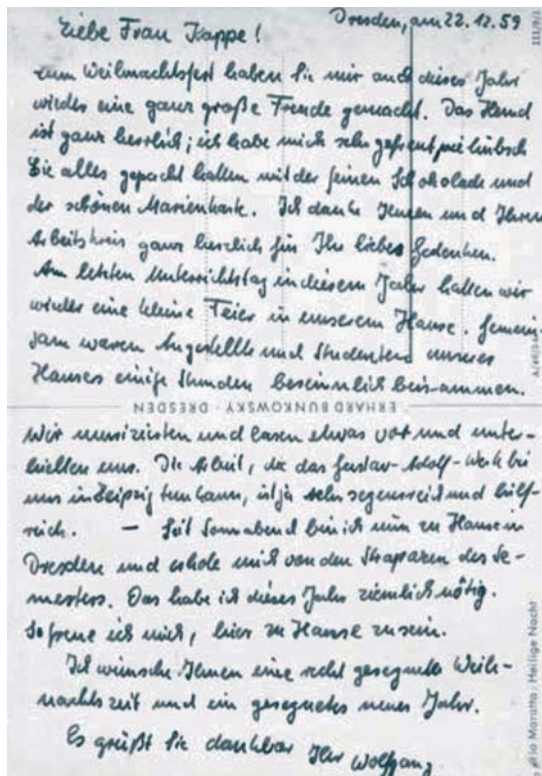 Dresden, am 22.12.59
Liebe Frau Kappe!
zum Weihnachtsfest haben Sie mir auch dieses Jahr
wieder eine ganz große Freude gemacht. Das Hemd
ist ganz herrlich; ich habe mich sehr gefreut, wie hübsch
Sie alles gepackt hatten mit der feinen Schokolade und
der schönen Marienkarte. Ich danke Ihnen und Ihrem
Arbeitskreis ganz herzlich für Ihr liebes Gedenken.
Am letzten Unterrichtstag in diesem Jahr hatten wir
wieder eine kleine Feier in unserem Hause. Gemein-
sam waren Angestellte und Studenten unseres
Hauses einige Stunden besinnlich beisammen.
ERHARD BUNKOWSKY · DRESDEN
Wir musizierten und lasen etwas vor und unter-
hielten uns. Die Arbeit, die das Gustav-Adolf-Werk bei
uns in Leipzig tun kann, ist ja sehr segensreich und hilf-
reich. — Seit Sonnabend bin ich nun zu Hause in
Dresden und erhole mich von den Strapazen des Se-
mesters. Das habe ich dieses Jahr ziemlich nötig.
So freue ich mich, hier zu Hause zu sein.
Ich wünsche Ihnen eine recht gesegnete Weih-
nachtszeit und ein gesegnetes neues Jahr.
Es grüßt Sie dankbar Ihr Wolfgang
Maratta: Heilige Nacht